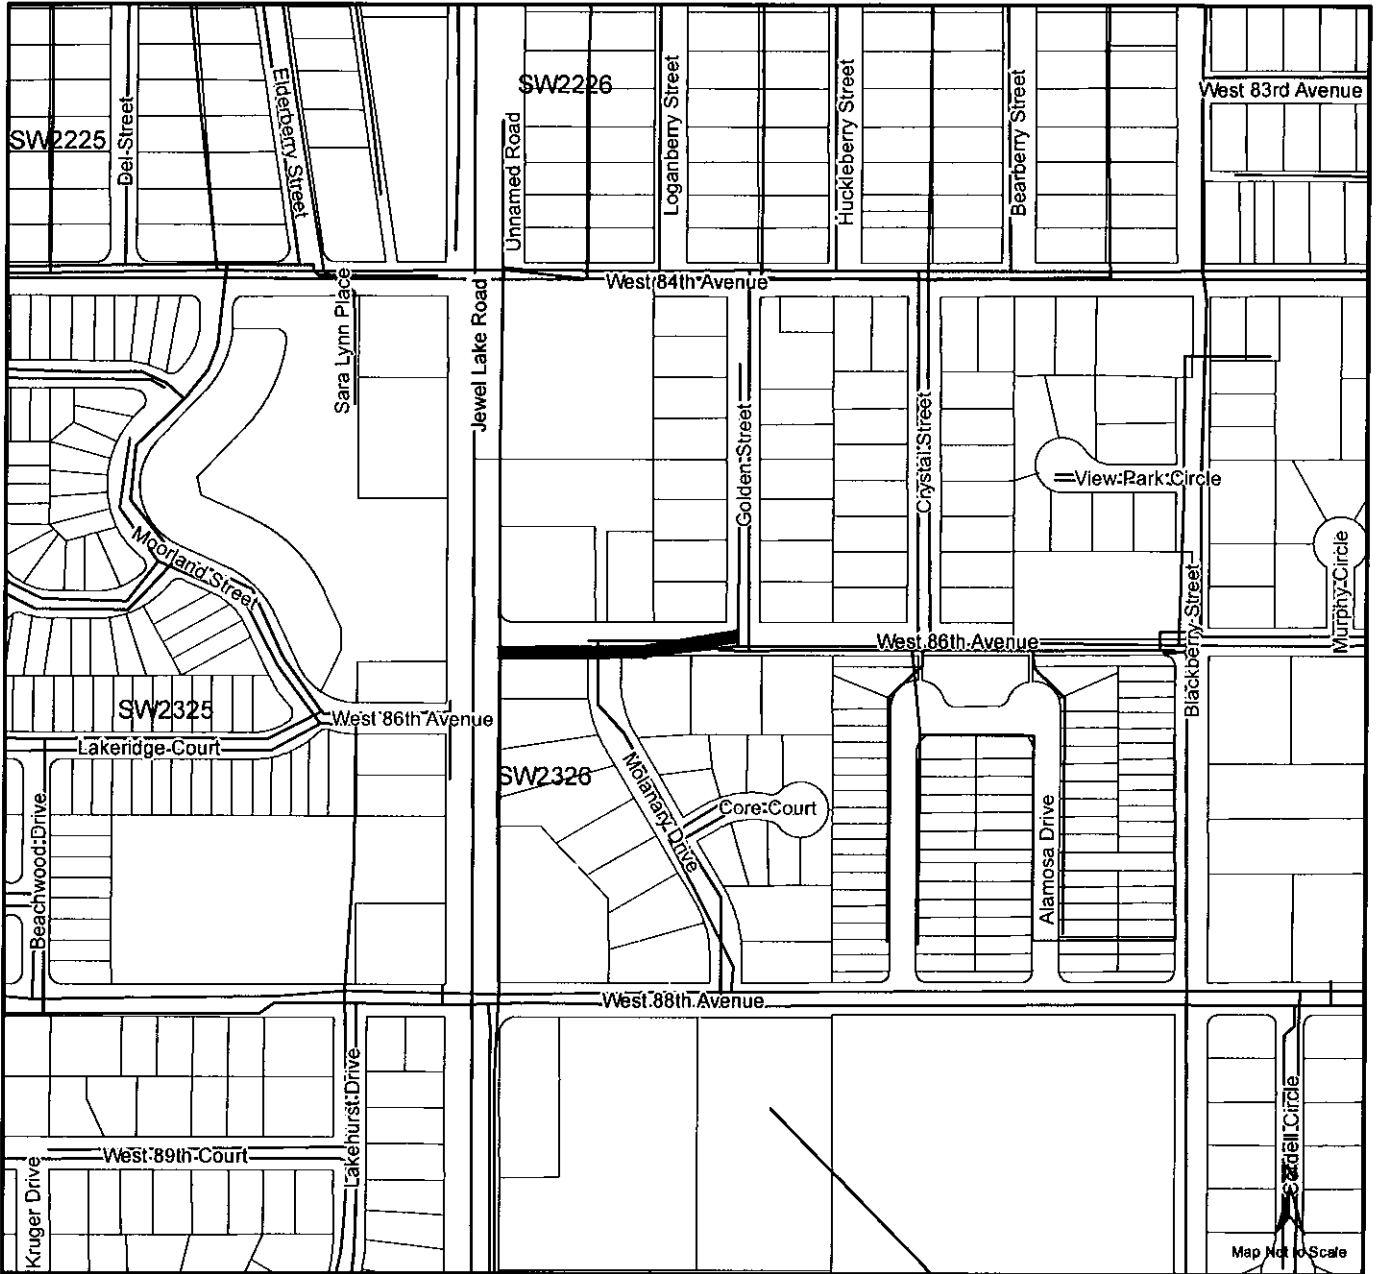 SW2226
West 83rd Avenue
SW2225
Del Street
Elderberry Street
Unnamed Road
Loganberry Street
Huckleberry Street
Bearberry Street
West 84th Avenue
Sara Lynn Place
Jewel Lake Road
Golden Street
Crystal Street
View Park Circle
Moorland Street
Murphy Circle
Blackberry Street
West 86th Avenue
SW2325
West 86th Avenue
Lakeridge Court
SW2326
Molanary Drive
Core Court
Beachwood Drive
Alamosa Drive
West 88th Avenue
Lakehurst Drive
West 89th Court
Kruger Drive
Circle
Map Not to Scale